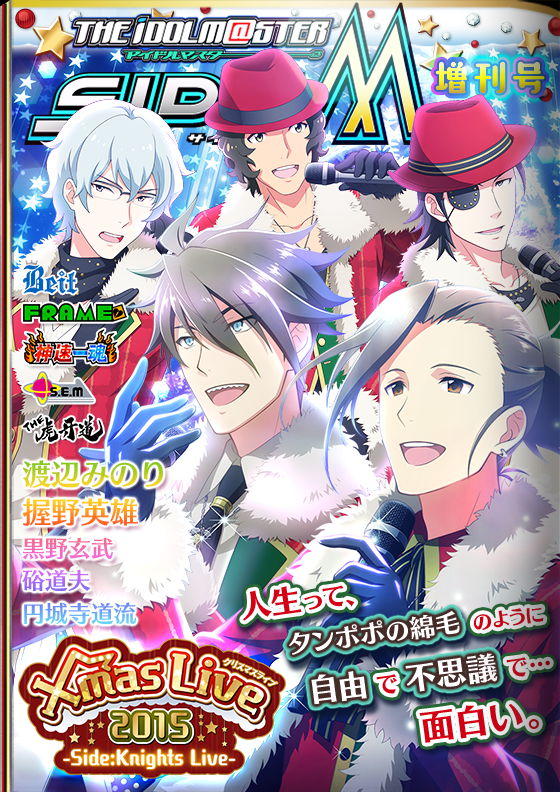 THE iDOLM@STER
アイドルマスター
SideM
増刊号
Beit
FRAME
神速一魂
S.E.M
THE 虎牙道
渡辺みのり
握野英雄
黒野玄武
硲道夫
円城寺道流
クリスマスライブ
Xmas Live
2015
-Side:Knights Live-
人生って、
タンポポの綿毛のように
自由で不思議で…
面白い。